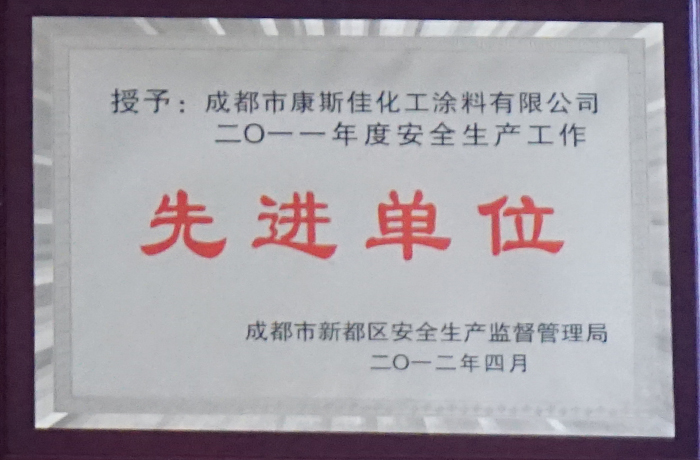 授予：成都市康斯佳化工涂料有限公司
二〇一一年度安全生产工作
先进单位
成都市新都区安全生产监督管理局
二〇一二年四月